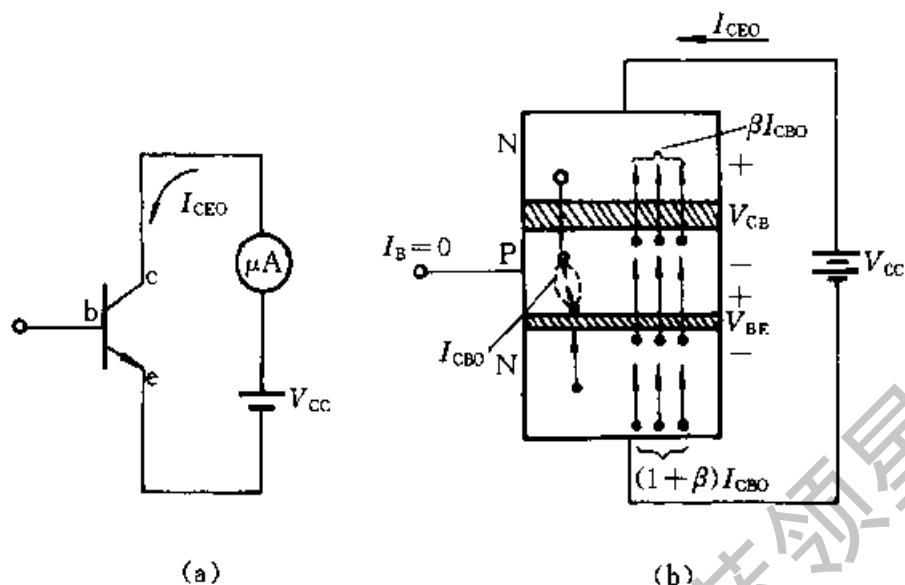 I_CEO
μA
c
b
e
V_CC
(a)
I_CEO
N
βI_CBO
+
V_CB
I_B=0
P
−
+
V_BE
I_CBO
N
−
V_CC
(1+β)I_CBO
(b)